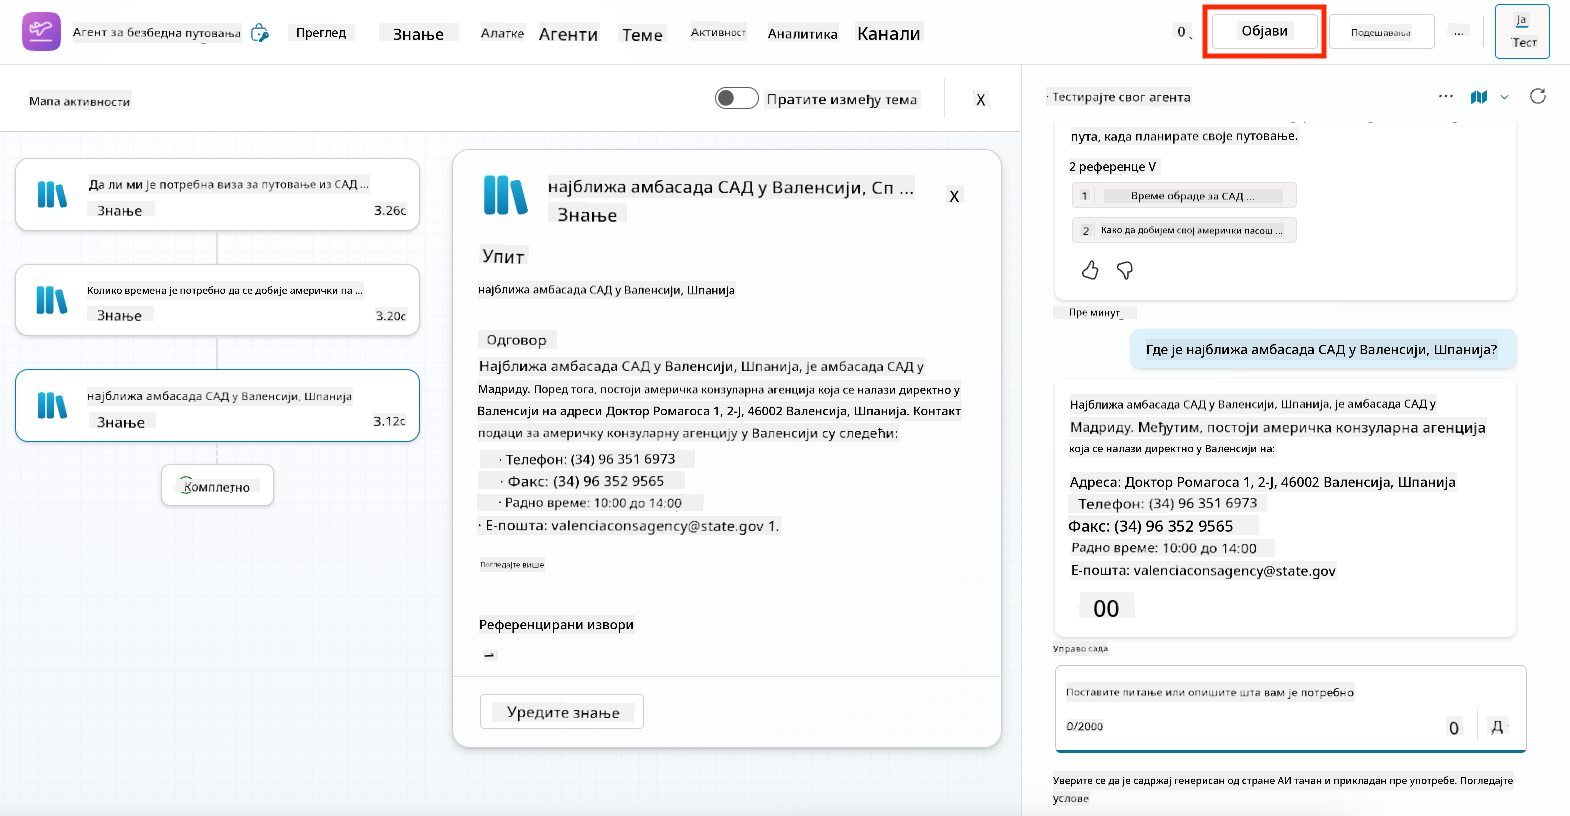 Агент за безбедна путовања
Преглед
Знање
Алатке
Агенти
Теме
Активност
Аналитика
Канали
0
Објави
Подешавања
...
Ја
Тест
Мапа активности
Пратите између тема
X
Да ли ми је потребна виза за путовање из САД ...
Знање
3.26с
Колико времена је потребно да се добије амерички па ...
Знање
3.20с
најближа амбасада САД у Валенсији, Шпанија
Знање
3.12с
Комплетно
најближа амбасада САД у Валенсији, Сп ...
Знање
X
Упит
најближа амбасада САД у Валенсији, Шпанија
Одговор
Најближа амбасада САД у Валенсији, Шпанија, је амбасада САД у
Мадриду. Поред тога, постоји америчка конзуларна агенција која се налази директно у
Валенсији на адреси Доктор Ромагоса 1, 2-Ј, 46002 Валенсија, Шпанија. Контакт
подаци за америчку конзуларну агенцију у Валенсији су следећи:
· Телефон: (34) 96 351 6973
· Факс: (34) 96 352 9565
· Радно време: 10:00 до 14:00
· Е-пошта: valenciaconsagency@state.gov 1.
Погледајте више
Референцирани извори
Уредите знање
· Тестирајте свог агента
...
пута, када планирате своје путовање.
2 референце V
1 Време обраде за САД ...
2 Како да добијем свој амерички пасош ...
Пре минут
Где је најближа амбасада САД у Валенсији, Шпанија?
Најближа амбасада САД у Валенсији, Шпанија, је амбасада САД у
Мадриду. Међутим, постоји америчка конзуларна агенција
која се налази директно у Валенсији на:
Адреса: Доктор Ромагоса 1, 2-Ј, 46002 Валенсија, Шпанија
Телефон: (34) 96 351 6973
Факс: (34) 96 352 9565
Радно време: 10:00 до 14:00
Е-пошта: valenciaconsagency@state.gov
00
Управо сада
Поставите питање или опишите шта вам је потребно
0/2000
0
Д
Уверите се да је садржај генерисан од стране АИ тачан и прикладан пре употребе. Погледајте
услове